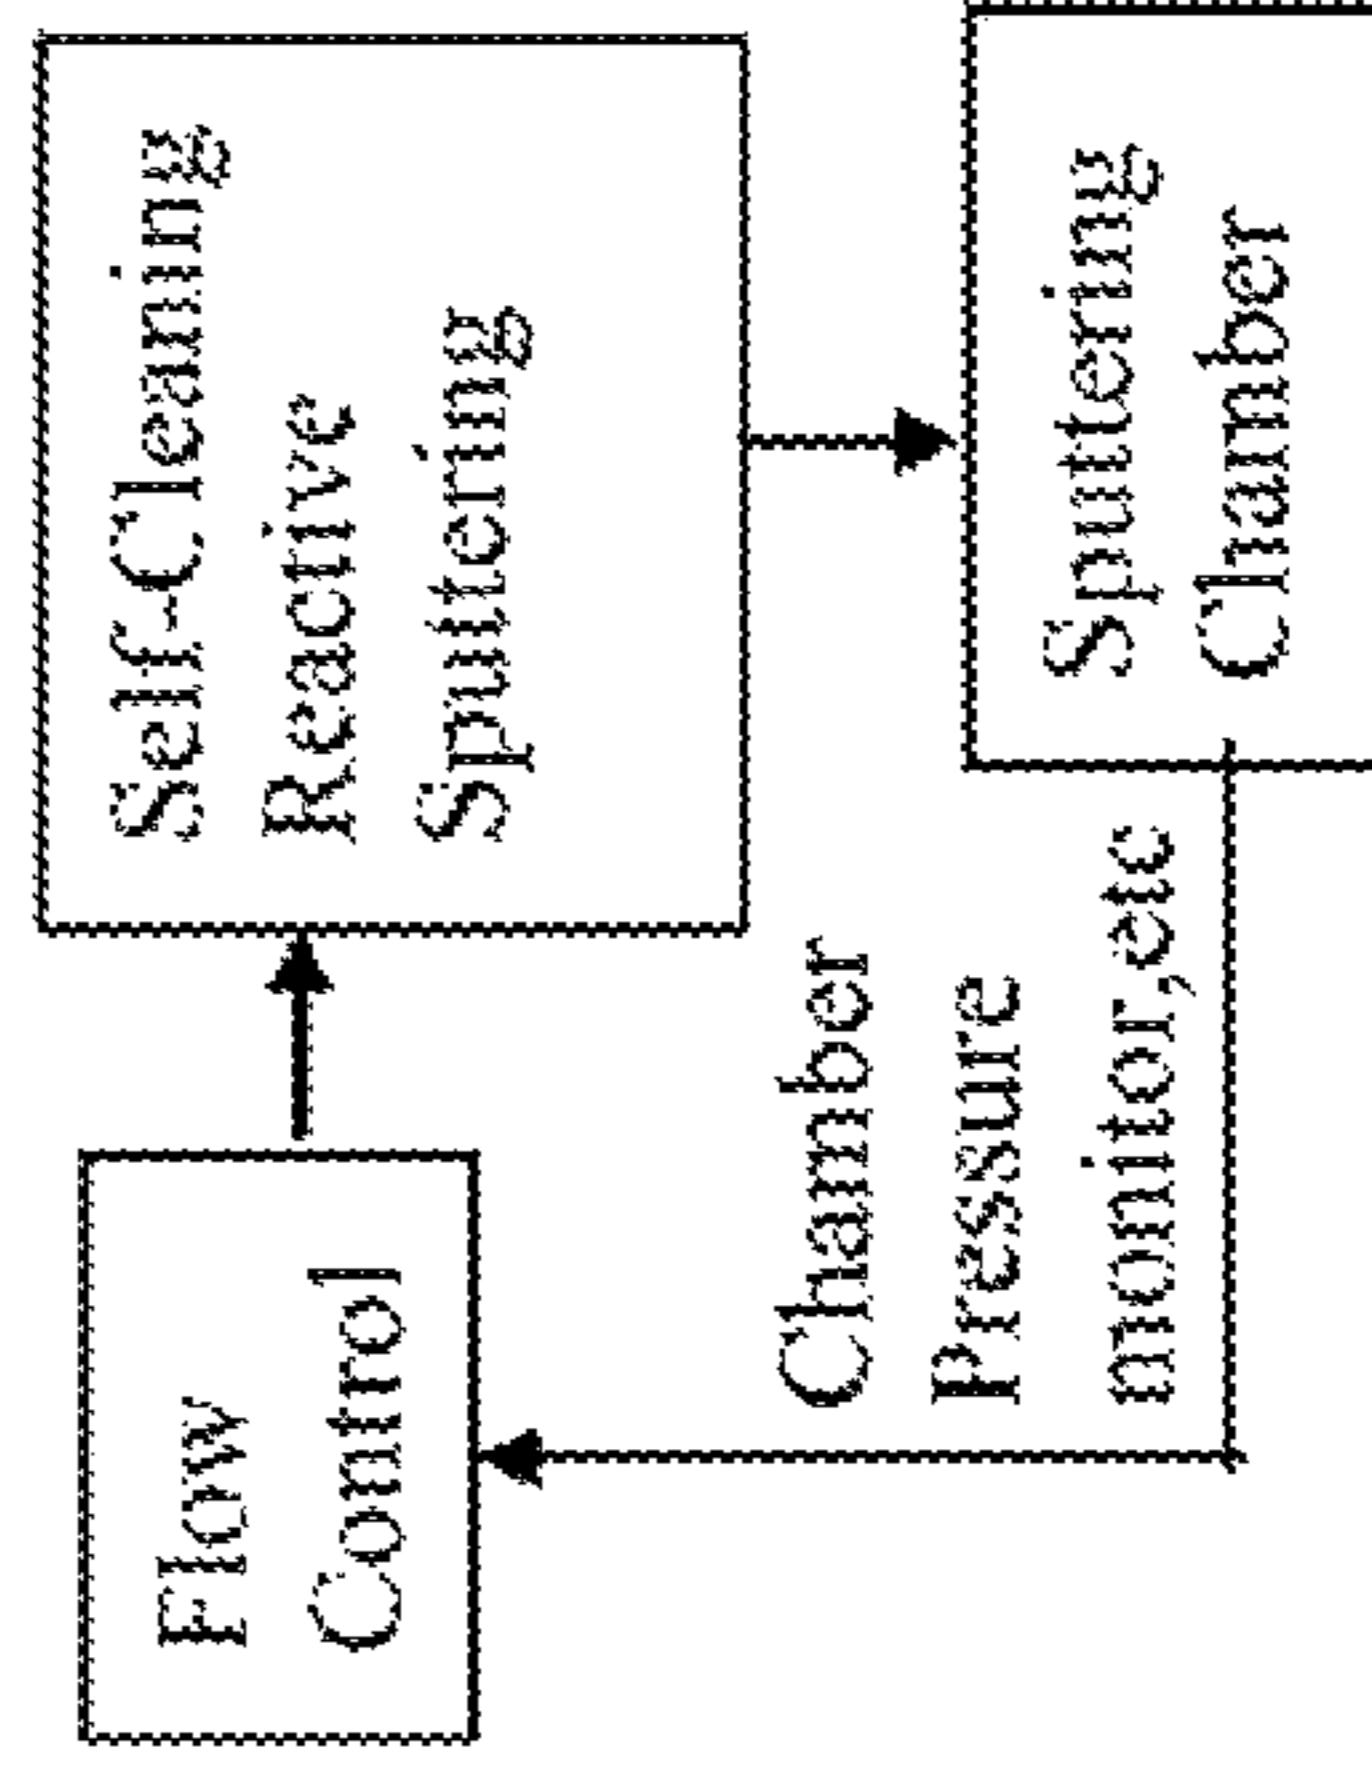 Flow
Control
Self-Cleaning
Reactive
Sputtering
Chamber
Pressure
monitor,etc
Sputtering
Chamber